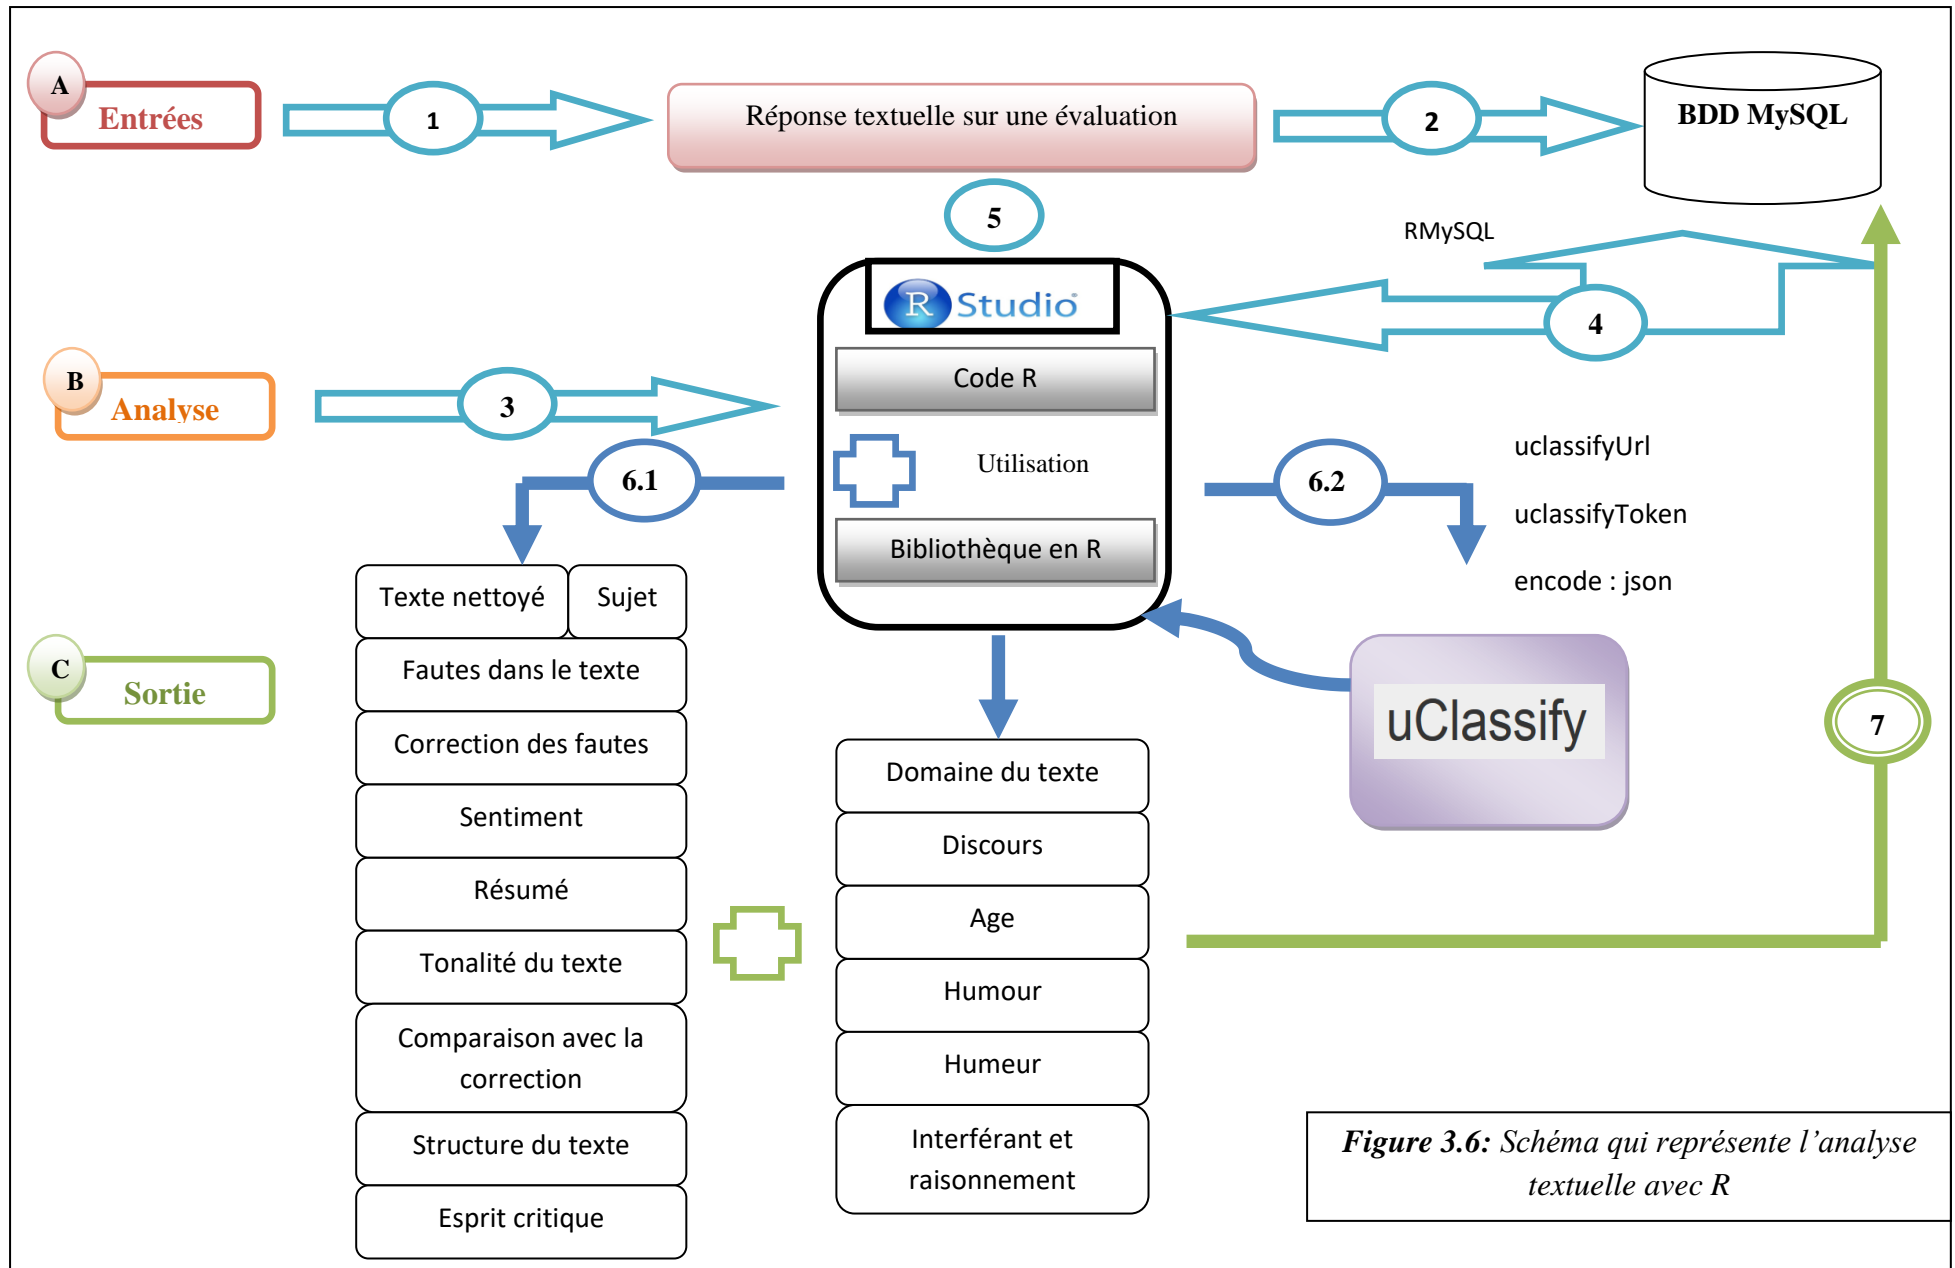 A
Entrées
1
Réponse textuelle sur une évaluation
2
BDD MySQL
5
RMySQL
R Studio
4
Code R
B
Analyse
3
Utilisation
6.1
6.2
uclassifyUrl
uclassifyToken
encode : json
Bibliothèque en R
Texte nettoyé
Sujet
Fautes dans le texte
Correction des fautes
Sentiment
Résumé
Tonalité du texte
Comparaison avec la
correction
Structure du texte
Esprit critique
C
Sortie
uClassify
7
Domaine du texte
Discours
Age
Humour
Humeur
Interférant et
raisonnement
Figure 3.6: Schéma qui représente l’analyse
textuelle avec R